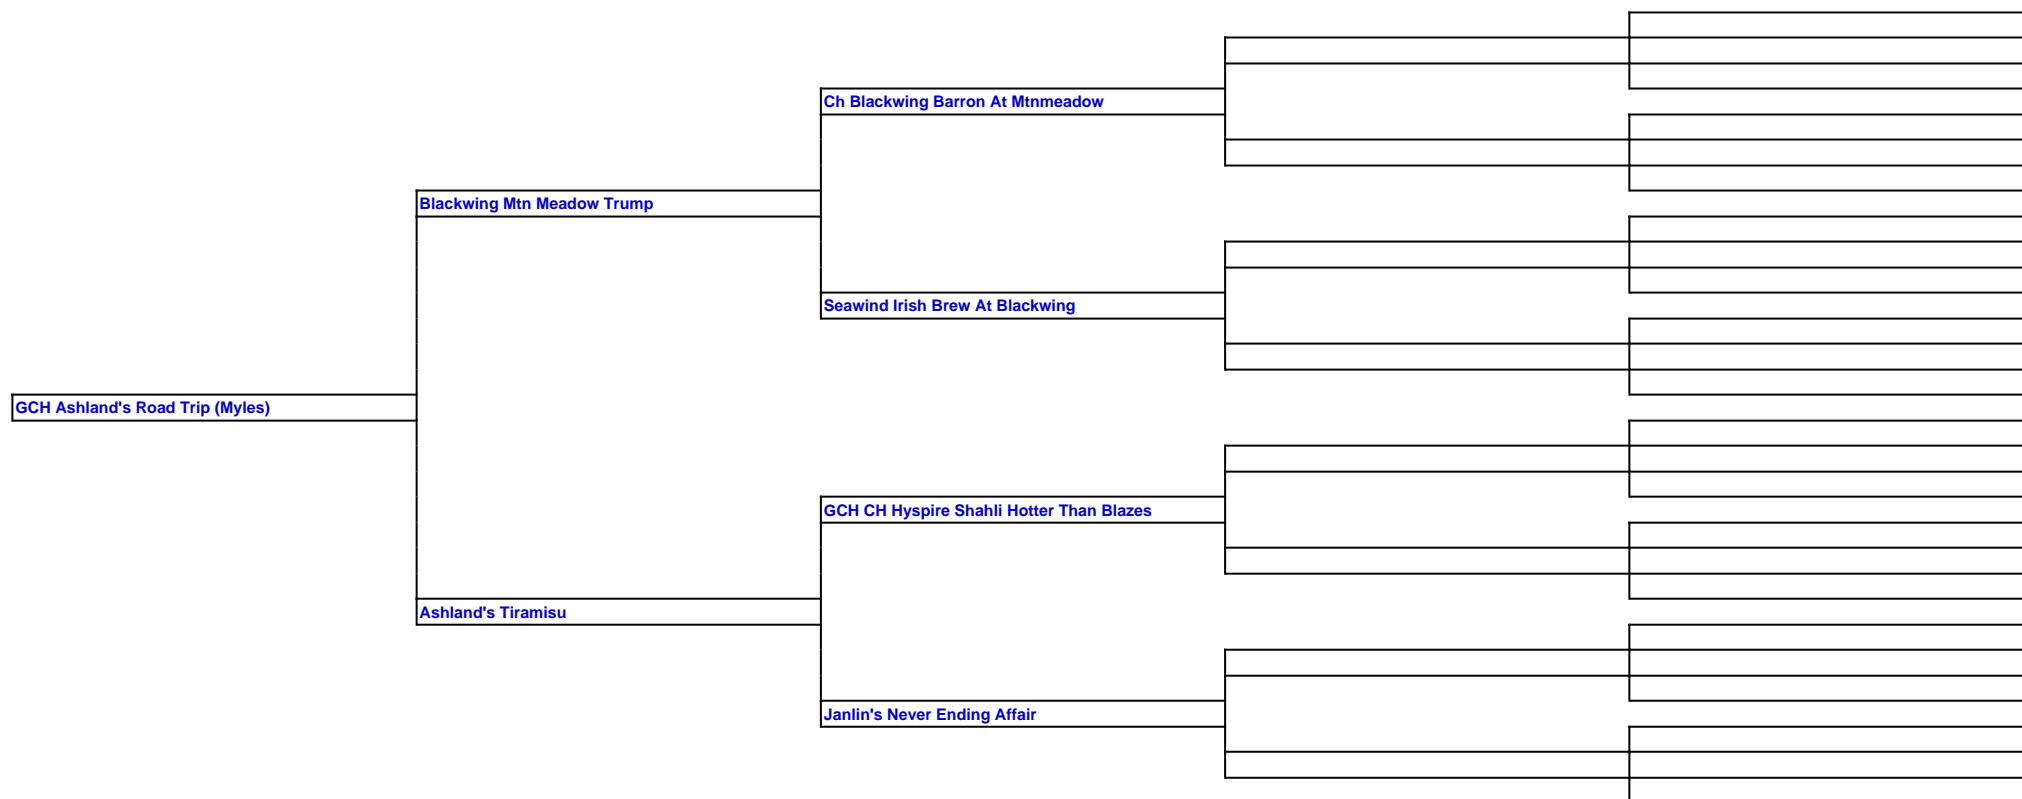 Ch Blackwing Barron At Mtnmeadow
Blackwing Mtn Meadow Trump
Seawind Irish Brew At Blackwing
GCH Ashland's Road Trip (Myles)
GCH CH Hyspire Shahli Hotter Than Blazes
Ashland's Tiramisu
Janlin's Never Ending Affair